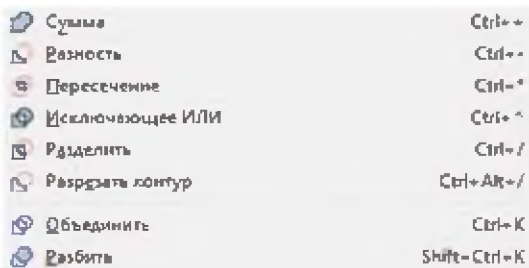 Сумма Ctrl++
Разность Ctrl+-
Пересечение Ctrl+*
Исключающее ИЛИ Ctrl+^
Разделить Ctrl+/
Разрезать контур Ctrl+Alt+/
Объединить Ctrl+K
Разбить Shift+Ctrl+K